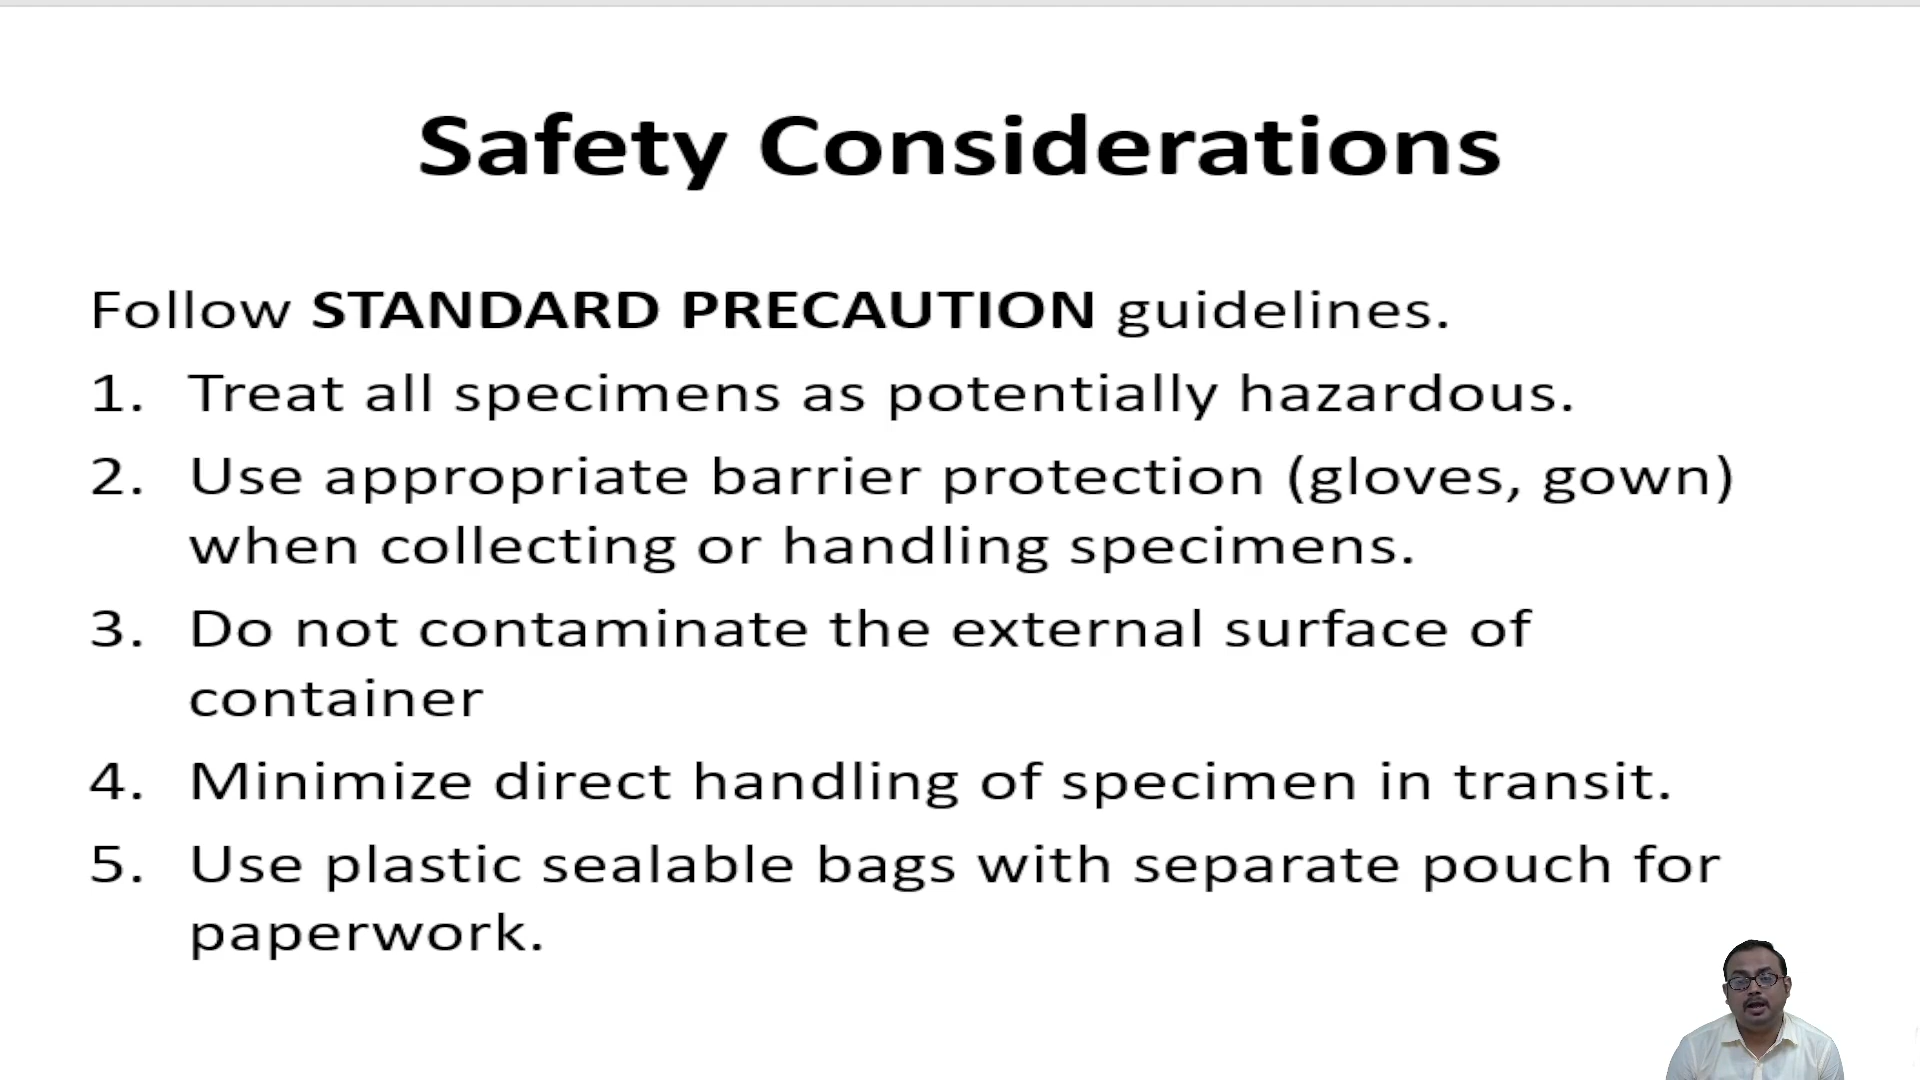 Safety Considerations
Follow STANDARD PRECAUTION guidelines.
1. Treat all specimens as potentially hazardous.
2. Use appropriate barrier protection (gloves, gown)
when collecting or handling specimens.
3. Do not contaminate the external surface of
container
4. Minimize direct handling of specimen in transit.
5. Use plastic sealable bags with separate pouch for
paperwork.